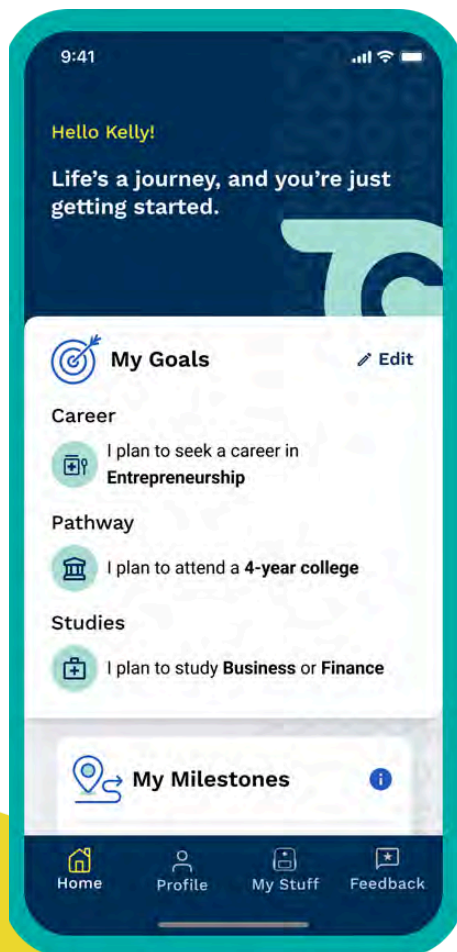 9:41
Hello Kelly!
Life's a journey, and you're just
getting started.
My Goals
Edit
Career
I plan to seek a career in
Entrepreneurship
Pathway
I plan to attend a 4-year college
Studies
I plan to study Business or Finance
My Milestones
Home
Profile
My Stuff
Feedback